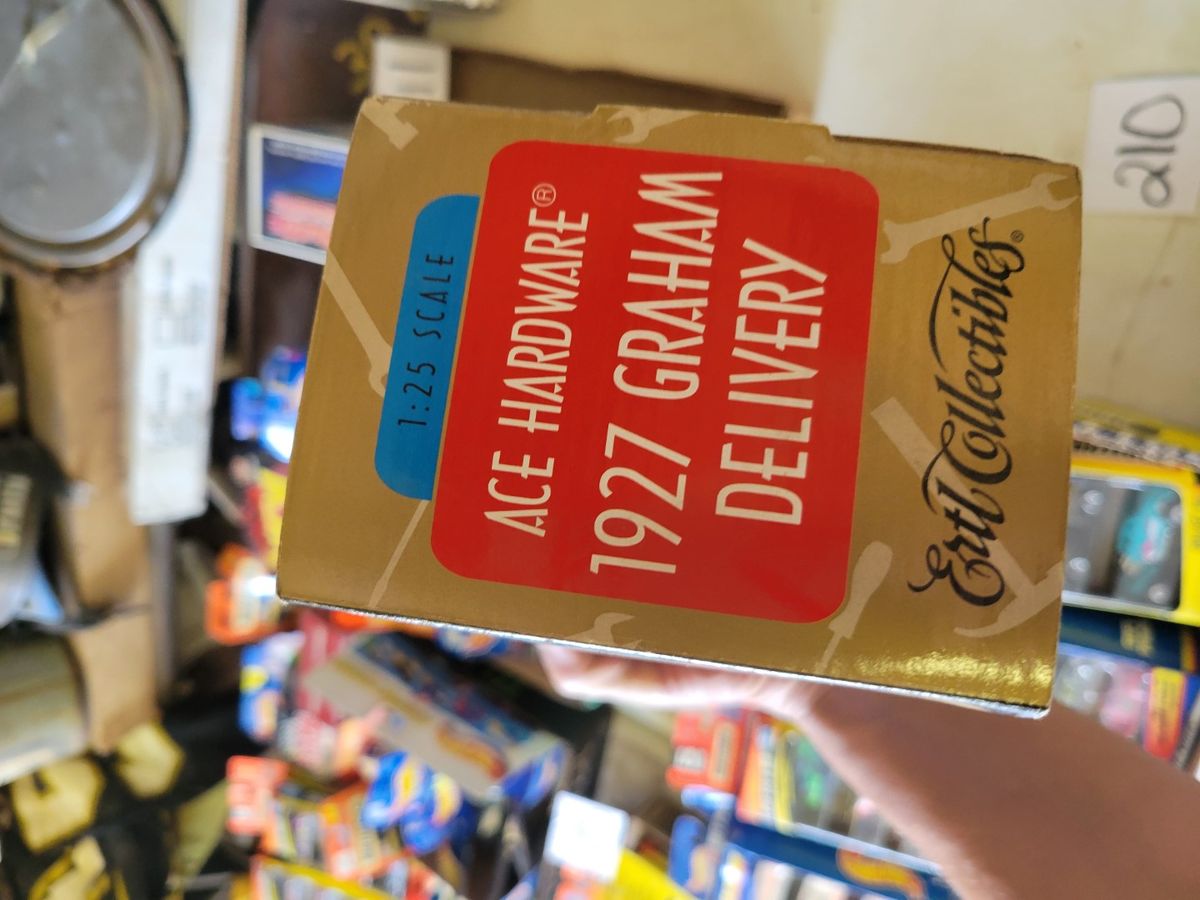 1:25 SCALE
ACE HARDWARE®
1927 GRAHAM
DELIVERY
Ertl Collectibles®
210